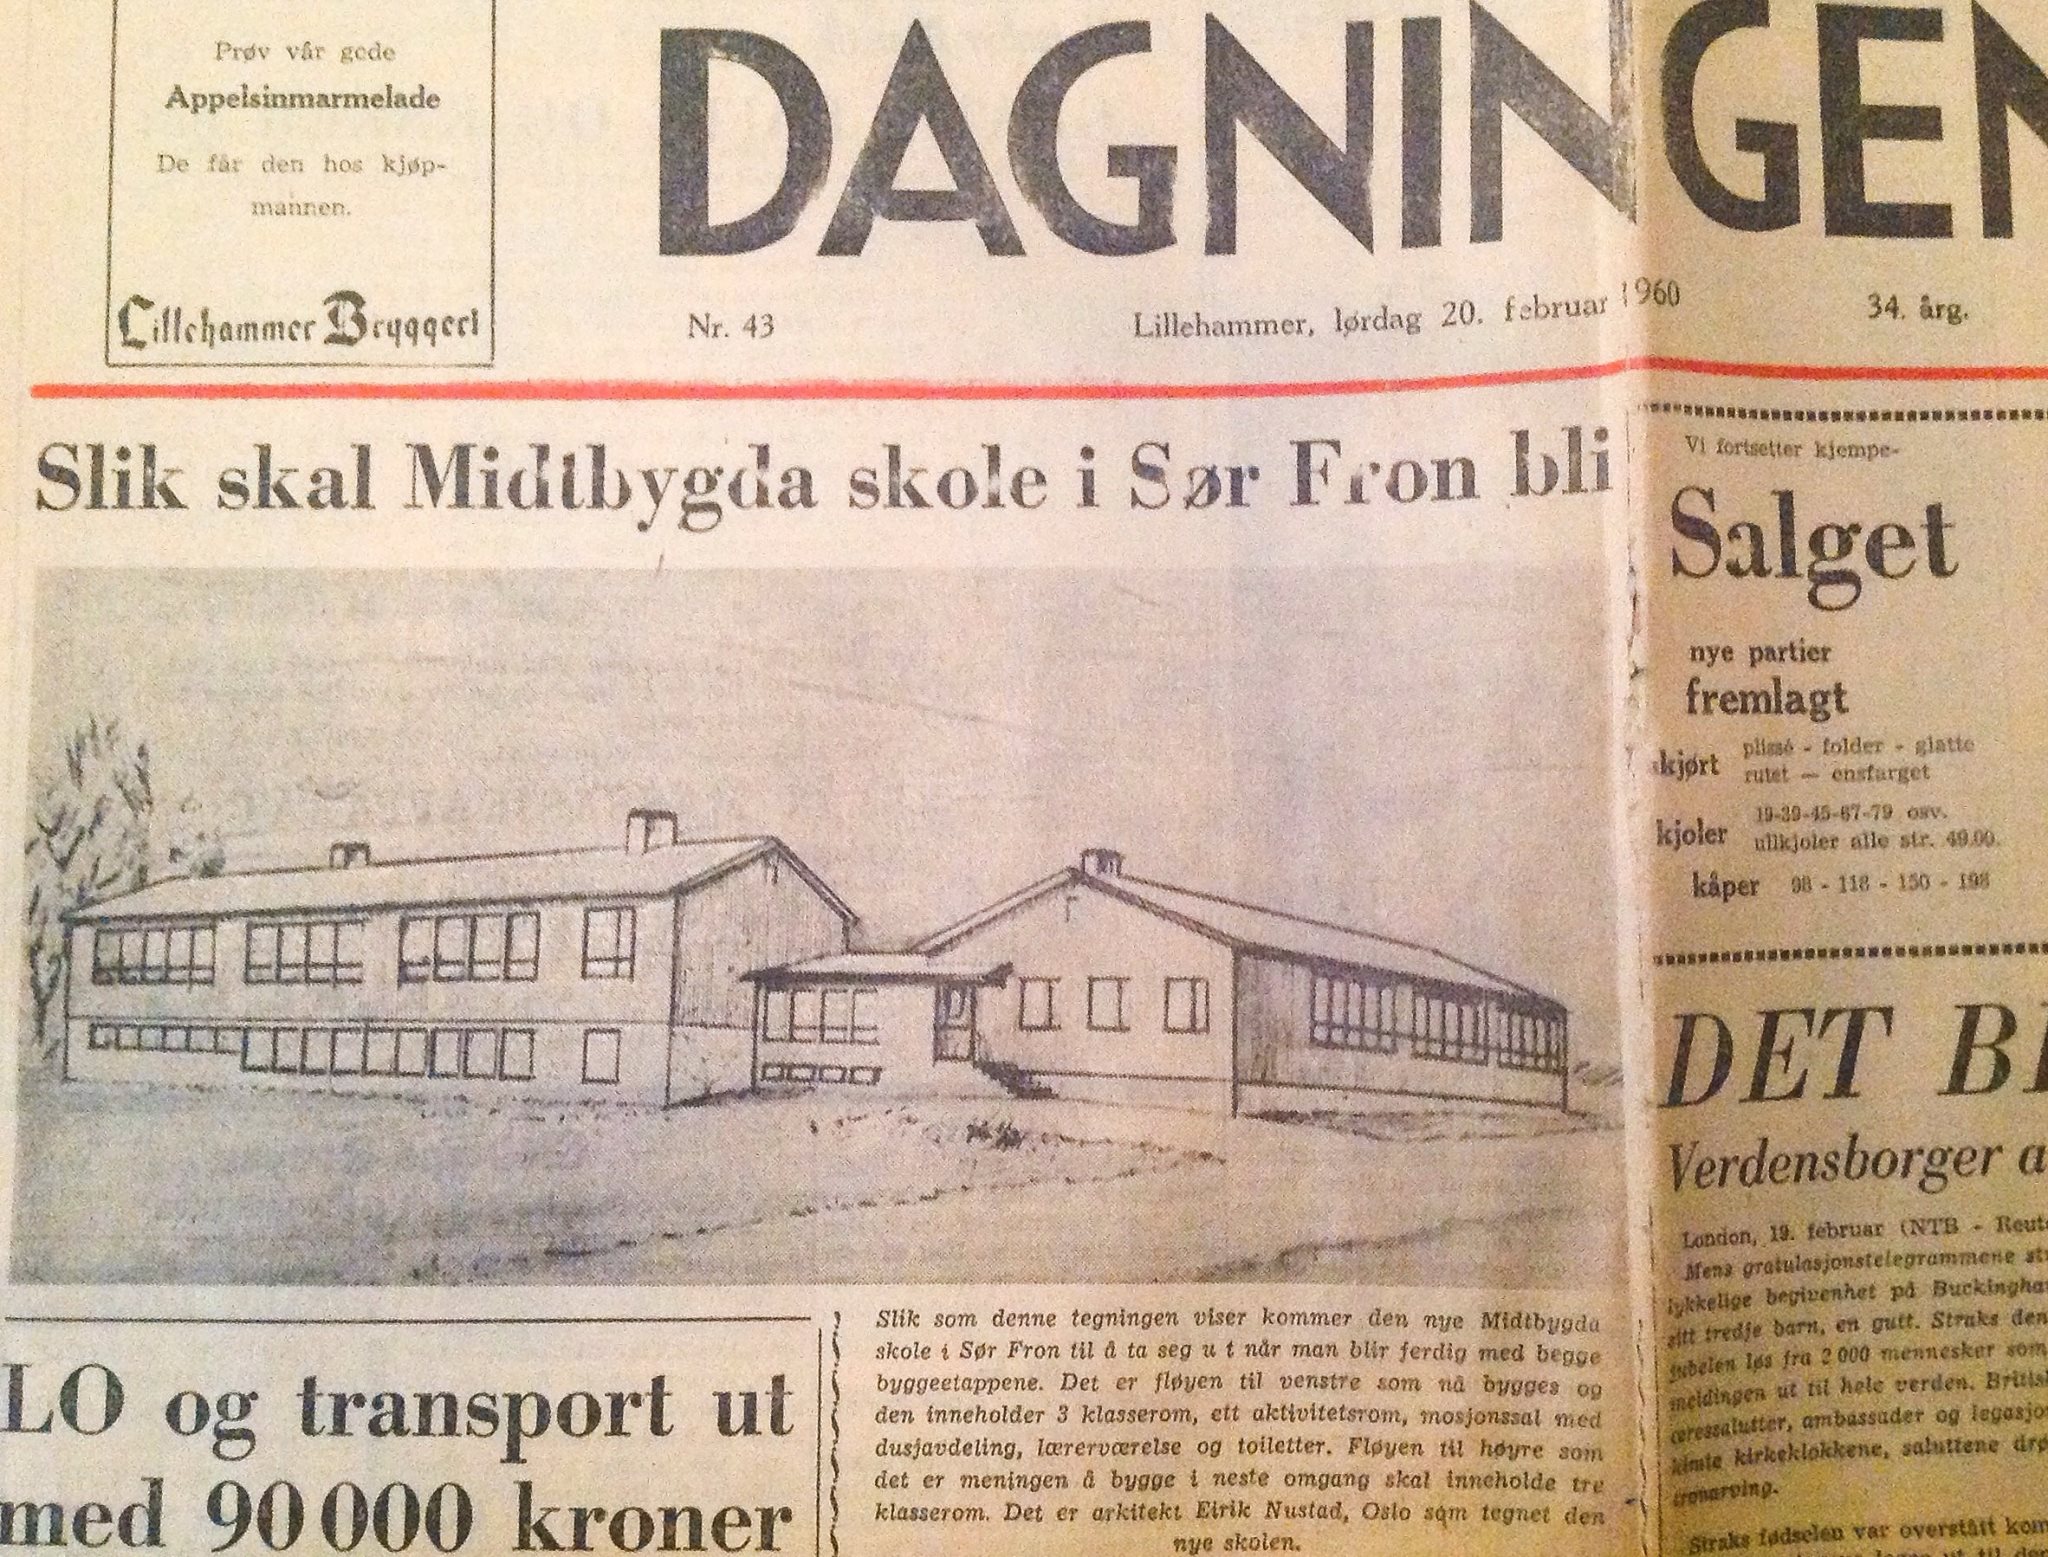 Prøv vår gode
Appelsinmarmelade
De får den hos kjøp-
mannen.
Lillehammer Bryggeri
DAGNINGEN
Nr. 43
Lillehammer, lørdag 20. februar 1960
34. årg.
Slik skal Midtbygda skole i Sør Fron bli
Slik som denne tegningen viser kommer den nye Midtbygda
skole i Sør Fron til å ta seg u t når man blir ferdig med begge
byggeetappene. Det er fløyen til venstre som nå bygges og
den inneholder 3 klasserom, ett aktivitetsrom, mosjonssal med
dusjavdeling, lærerværelse og toiletter. Fløyen til høyre som
det er meningen å bygge i neste omgang skal inneholde tre
klasserom. Det er arkitekt Eirik Nustad, Oslo som tegnet den
nye skolen.
LO og transport ut
med 90 000 kroner
Vi fortsetter kjempe-
Salget
nye partier
fremlagt
skjørt plissé - folder - glatte
rutet — ensfarget
kjoler 19-39-45-67-79 osv.
ullkjoler alle str. 49.00.
kåper 98 - 118 - 150 - 198
DET BL
Verdensborger a
London, 19. februar (NTB - Reute
Mens gratulasjonstelegrammene str
lykkelige begivenhet på Buckingha
sitt tredje barn, en gutt. Straks den
jubelen løs fra 2 000 mennesker som
meldingen ut til hele verden. Britisk
æressalutter, ambassader og legasjo
kimte kirkeklokkene, saluttene drø
tronarving.
Straks fødselen var overstått kom